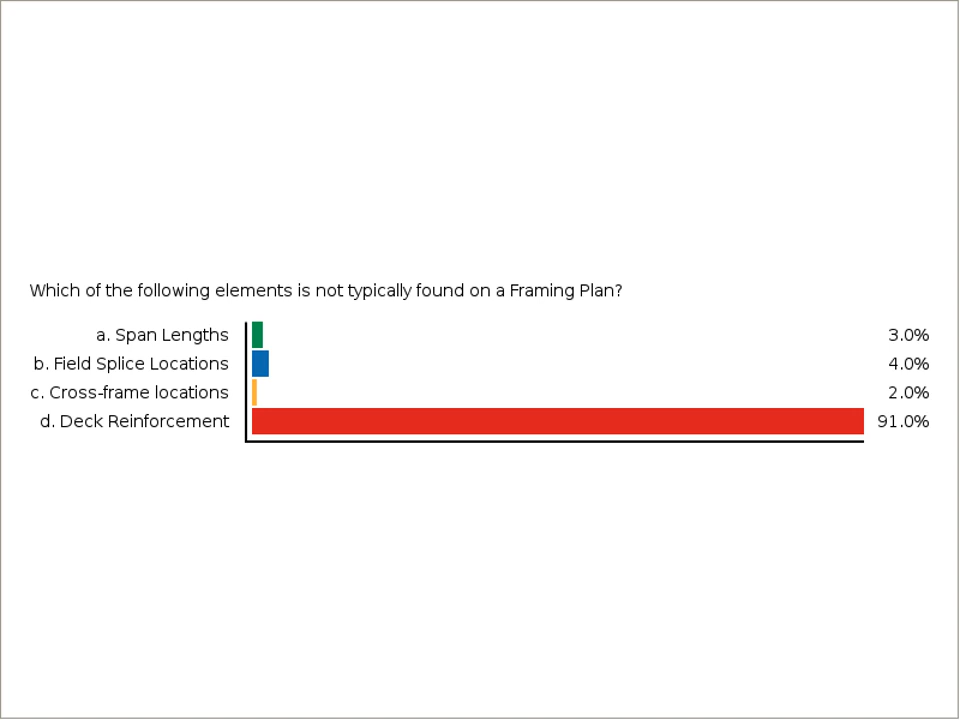 Which of the following elements is not typically found on a Framing Plan?
a. Span Lengths 3.0%
b. Field Splice Locations 4.0%
c. Cross-frame locations 2.0%
d. Deck Reinforcement 91.0%